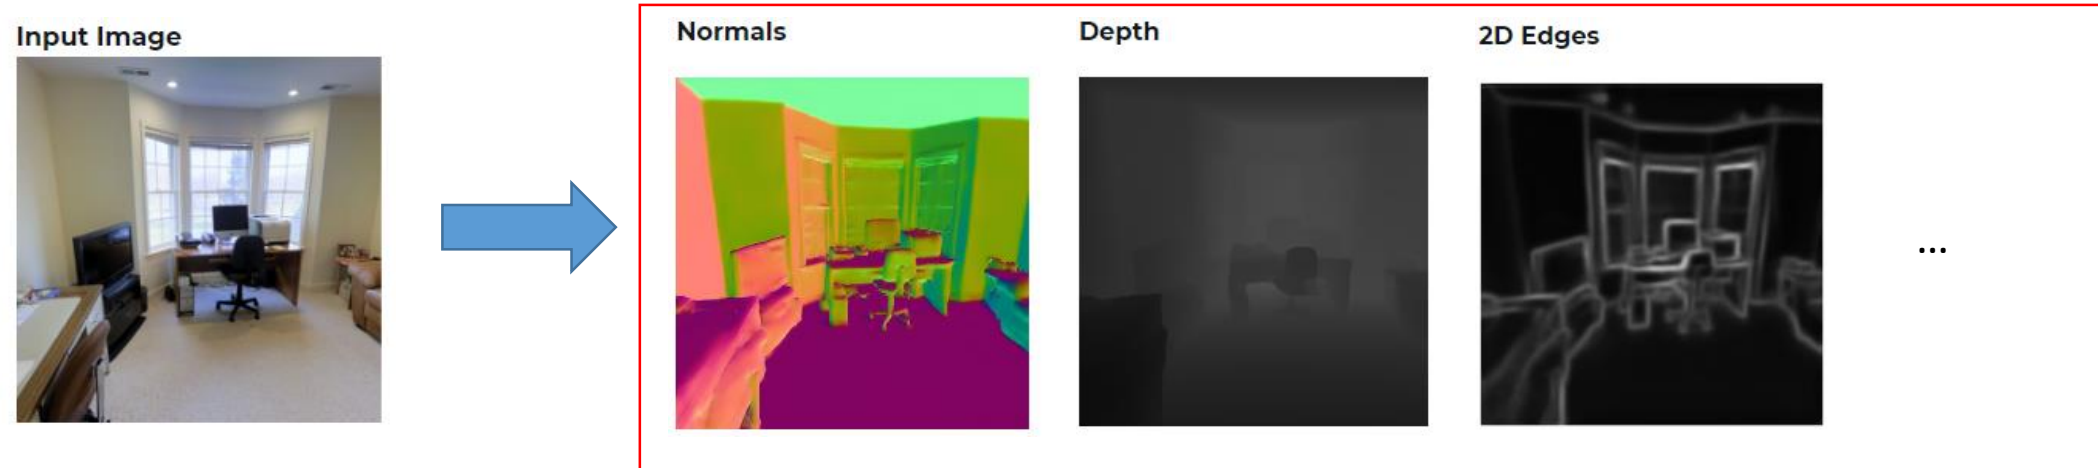 Input Image
Normals
Depth
2D Edges
...